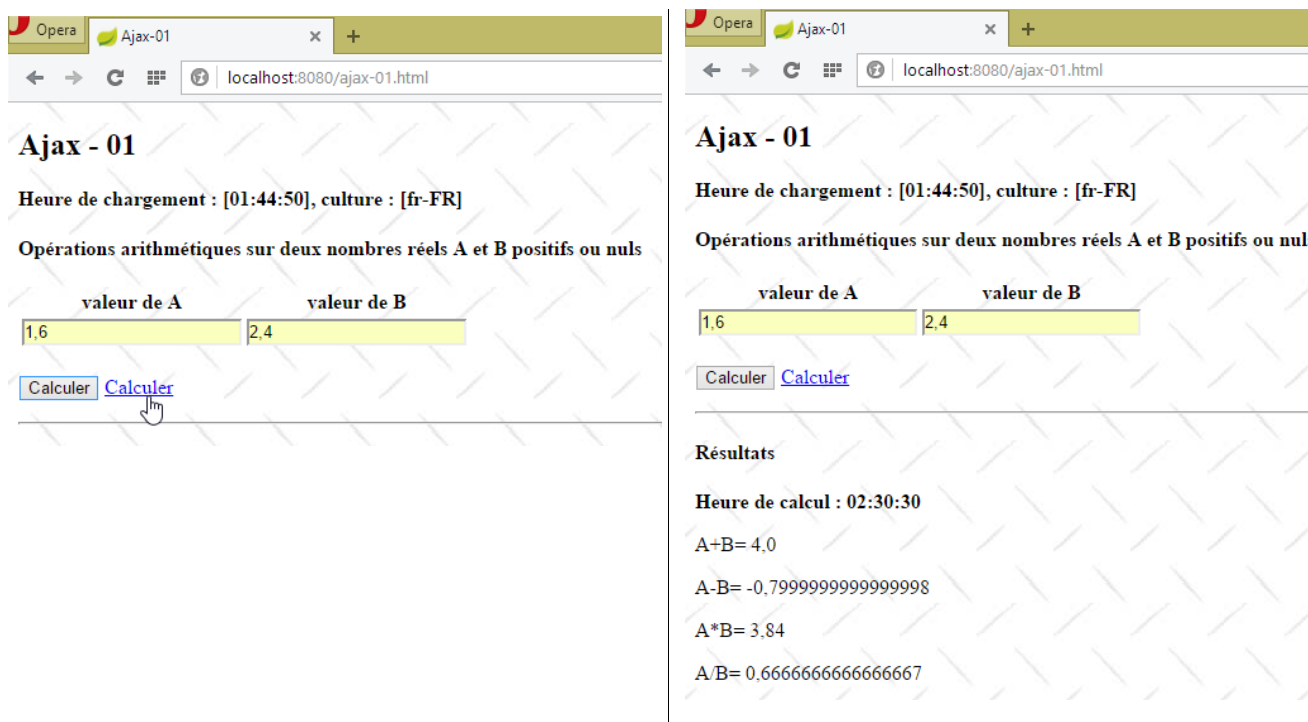 Opera
Ajax-01
localhost:8080/ajax-01.html
Ajax - 01
Heure de chargement : [01:44:50], culture : [fr-FR]
Opérations arithmétiques sur deux nombres réels A et B positifs ou nuls
valeur de A valeur de B
1,6 2,4
Calculer Calculer
Opera
Ajax-01
localhost:8080/ajax-01.html
Ajax - 01
Heure de chargement : [01:44:50], culture : [fr-FR]
Opérations arithmétiques sur deux nombres réels A et B positifs ou nul
valeur de A valeur de B
1,6 2,4
Calculer Calculer
Résultats
Heure de calcul : 02:30:30
A+B= 4,0
A-B= -0,7999999999999998
A*B= 3,84
A/B= 0,6666666666666667